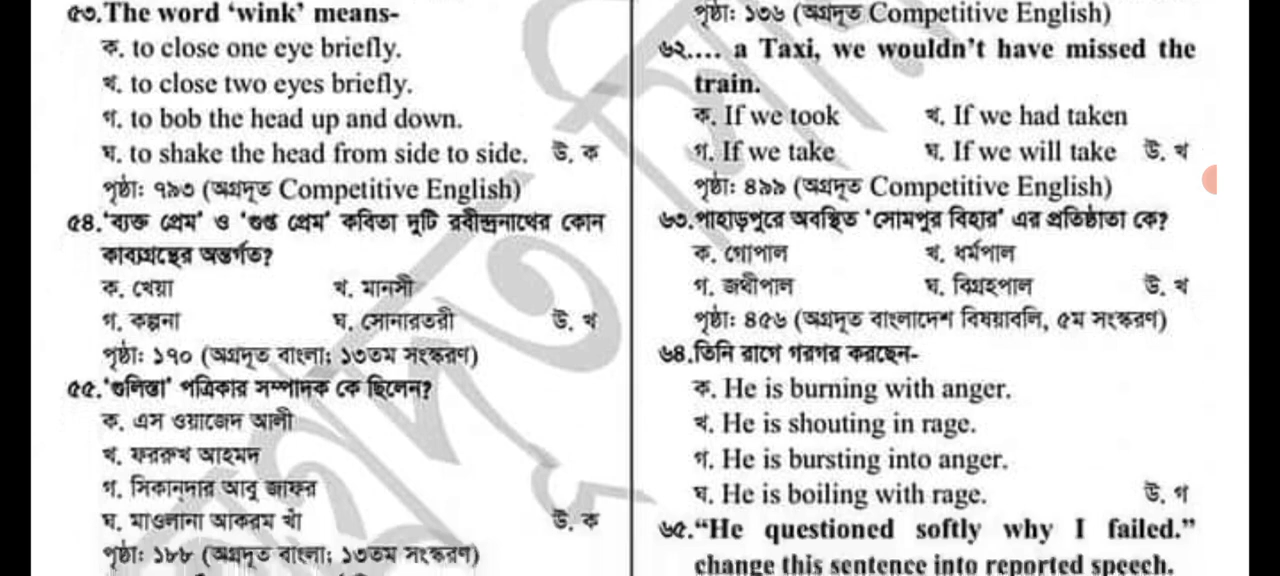 ৫৩.The word ‘wink’ means-
ক. to close one eye briefly.
খ. to close two eyes briefly.
গ. to bob the head up and down.
ঘ. to shake the head from side to side. উ. ক
পৃষ্ঠা: ৭৯৩ (অগ্রদূত Competitive English)
৫৪.‘ব্যক্ত প্রেম’ ও ‘গুপ্ত প্রেম’ কবিতা দুটি রবীন্দ্রনাথের কোন
কাব্যগ্রন্থের অন্তর্গত?
ক. খেয়া খ. মানসী
গ. কল্পনা ঘ. সোনারতরী উ. খ
পৃষ্ঠা: ১৭০ (অগ্রদূত বাংলা; ১৩তম সংস্করণ)
৫৫.‘গুলিস্তা’ পত্রিকার সম্পাদক কে ছিলেন?
ক. এস ওয়াজেদ আলী
খ. ফররুখ আহমদ
গ. সিকান্দার আবু জাফর
ঘ. মাওলানা আকরম খাঁ উ. ক
পৃষ্ঠা: ১৮৮ (অগ্রদূত বাংলা; ১৩তম সংস্করণ)
পৃষ্ঠা: ১৩৬ (অগ্রদূত Competitive English)
৬২.... a Taxi, we wouldn’t have missed the
train.
ক. If we took খ. If we had taken
গ. If we take ঘ. If we will take উ. খ
পৃষ্ঠা: ৪৯৯ (অগ্রদূত Competitive English)
৬৩.পাহাড়পুরে অবস্থিত ‘সোমপুর বিহার’ এর প্রতিষ্ঠাতা কে?
ক. গোপাল খ. ধর্মপাল
গ. জথীপাল ঘ. বিগ্রহপাল উ. খ
পৃষ্ঠা: ৪৫৬ (অগ্রদূত বাংলাদেশ বিষয়াবলি, ৫ম সংস্করণ)
৬৪.তিনি রাগে গরগর করছেন-
ক. He is burning with anger.
খ. He is shouting in rage.
গ. He is bursting into anger.
ঘ. He is boiling with rage. উ. গ
৬৫.“He questioned softly why I failed.”
change this sentence into reported speech.